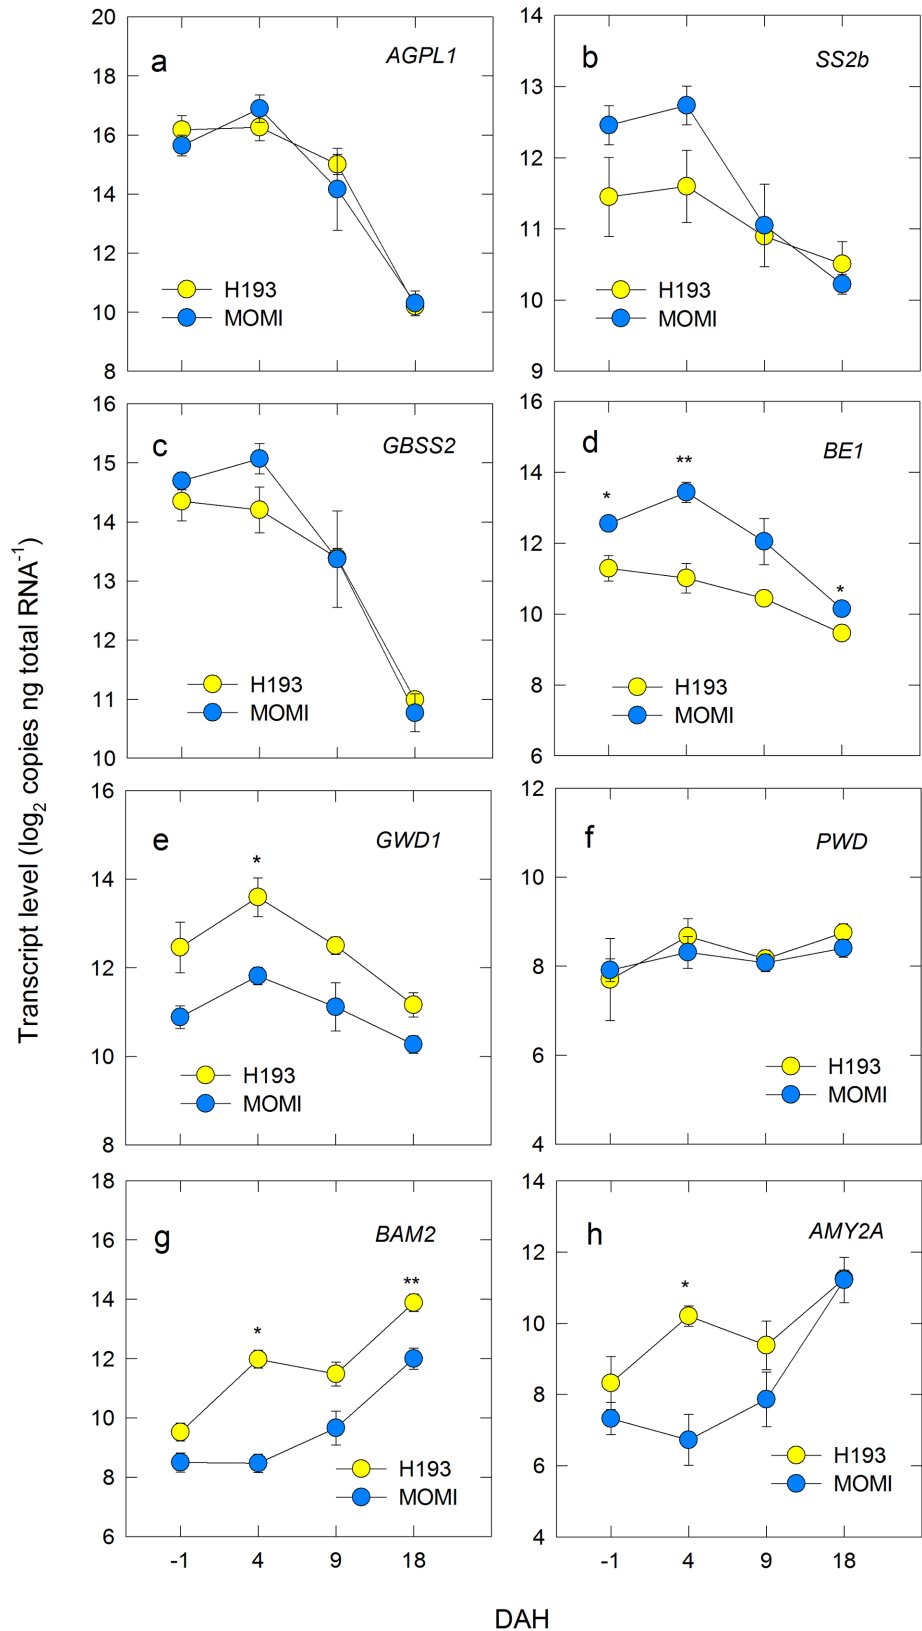 Transcript level (log2 copies ng total RNA-1)
20
18
16
14
12
10
8
a
AGPL1
H193
MOMI
14
13
12
11
10
9
b
SS2b
H193
MOMI
16
15
14
13
12
11
10
c
GBSS2
H193
MOMI
16
14
12
10
8
6
d
BE1
*
**
*
H193
MOMI
16
14
12
10
8
e
GWD1
*
H193
MOMI
12
10
8
6
4
f
PWD
H193
MOMI
18
16
14
12
10
8
6
g
BAM2
*
**
H193
MOMI
-1 4 9 18
14
12
10
8
6
4
h
AMY2A
*
H193
MOMI
-1 4 9 18
DAH